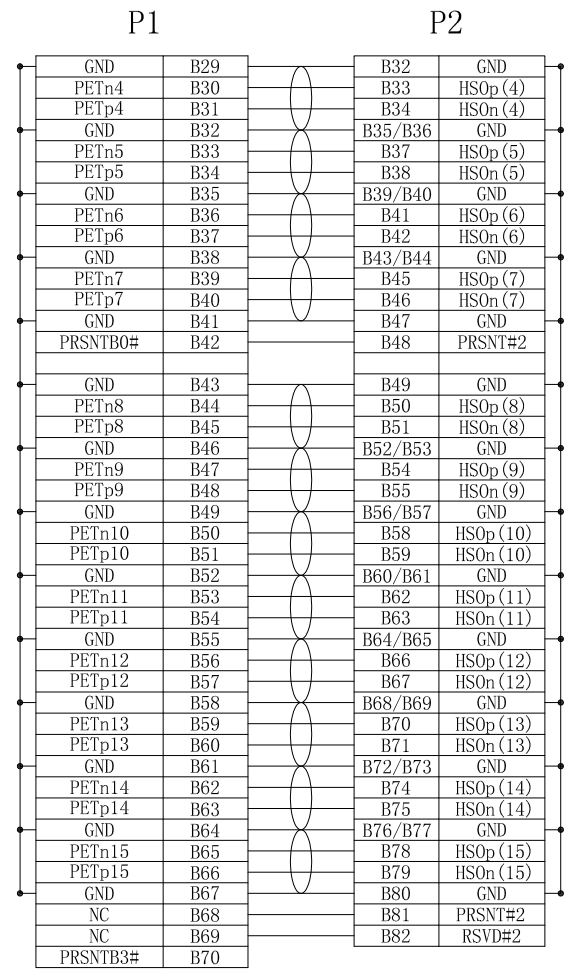 P1 P2
GND B29 B32 GND
PETn4 B30 B33 HSOp(4)
PETp4 B31 B34 HSOn(4)
GND B32 B35/B36 GND
PETn5 B33 B37 HSOp(5)
PETp5 B34 B38 HSOn(5)
GND B35 B39/B40 GND
PETn6 B36 B41 HSOp(6)
PETp6 B37 B42 HSOn(6)
GND B38 B43/B44 GND
PETn7 B39 B45 HSOp(7)
PETp7 B40 B46 HSOn(7)
GND B41 B47 GND
PRSNTB0# B42 B48 PRSNT#2
GND B43 B49 GND
PETn8 B44 B50 HSOp(8)
PETp8 B45 B51 HSOn(8)
GND B46 B52/B53 GND
PETn9 B47 B54 HSOp(9)
PETp9 B48 B55 HSOn(9)
GND B49 B56/B57 GND
PETn10 B50 B58 HSOp(10)
PETp10 B51 B59 HSOn(10)
GND B52 B60/B61 GND
PETn11 B53 B62 HSOp(11)
PETp11 B54 B63 HSOn(11)
GND B55 B64/B65 GND
PETn12 B56 B66 HSOp(12)
PETp12 B57 B67 HSOn(12)
GND B58 B68/B69 GND
PETn13 B59 B70 HSOp(13)
PETp13 B60 B71 HSOn(13)
GND B61 B72/B73 GND
PETn14 B62 B74 HSOp(14)
PETp14 B63 B75 HSOn(14)
GND B64 B76/B77 GND
PETn15 B65 B78 HSOp(15)
PETp15 B66 B79 HSOn(15)
GND B67 B80 GND
NC B68 B81 PRSNT#2
NC B69 B82 RSVD#2
PRSNTB3# B70